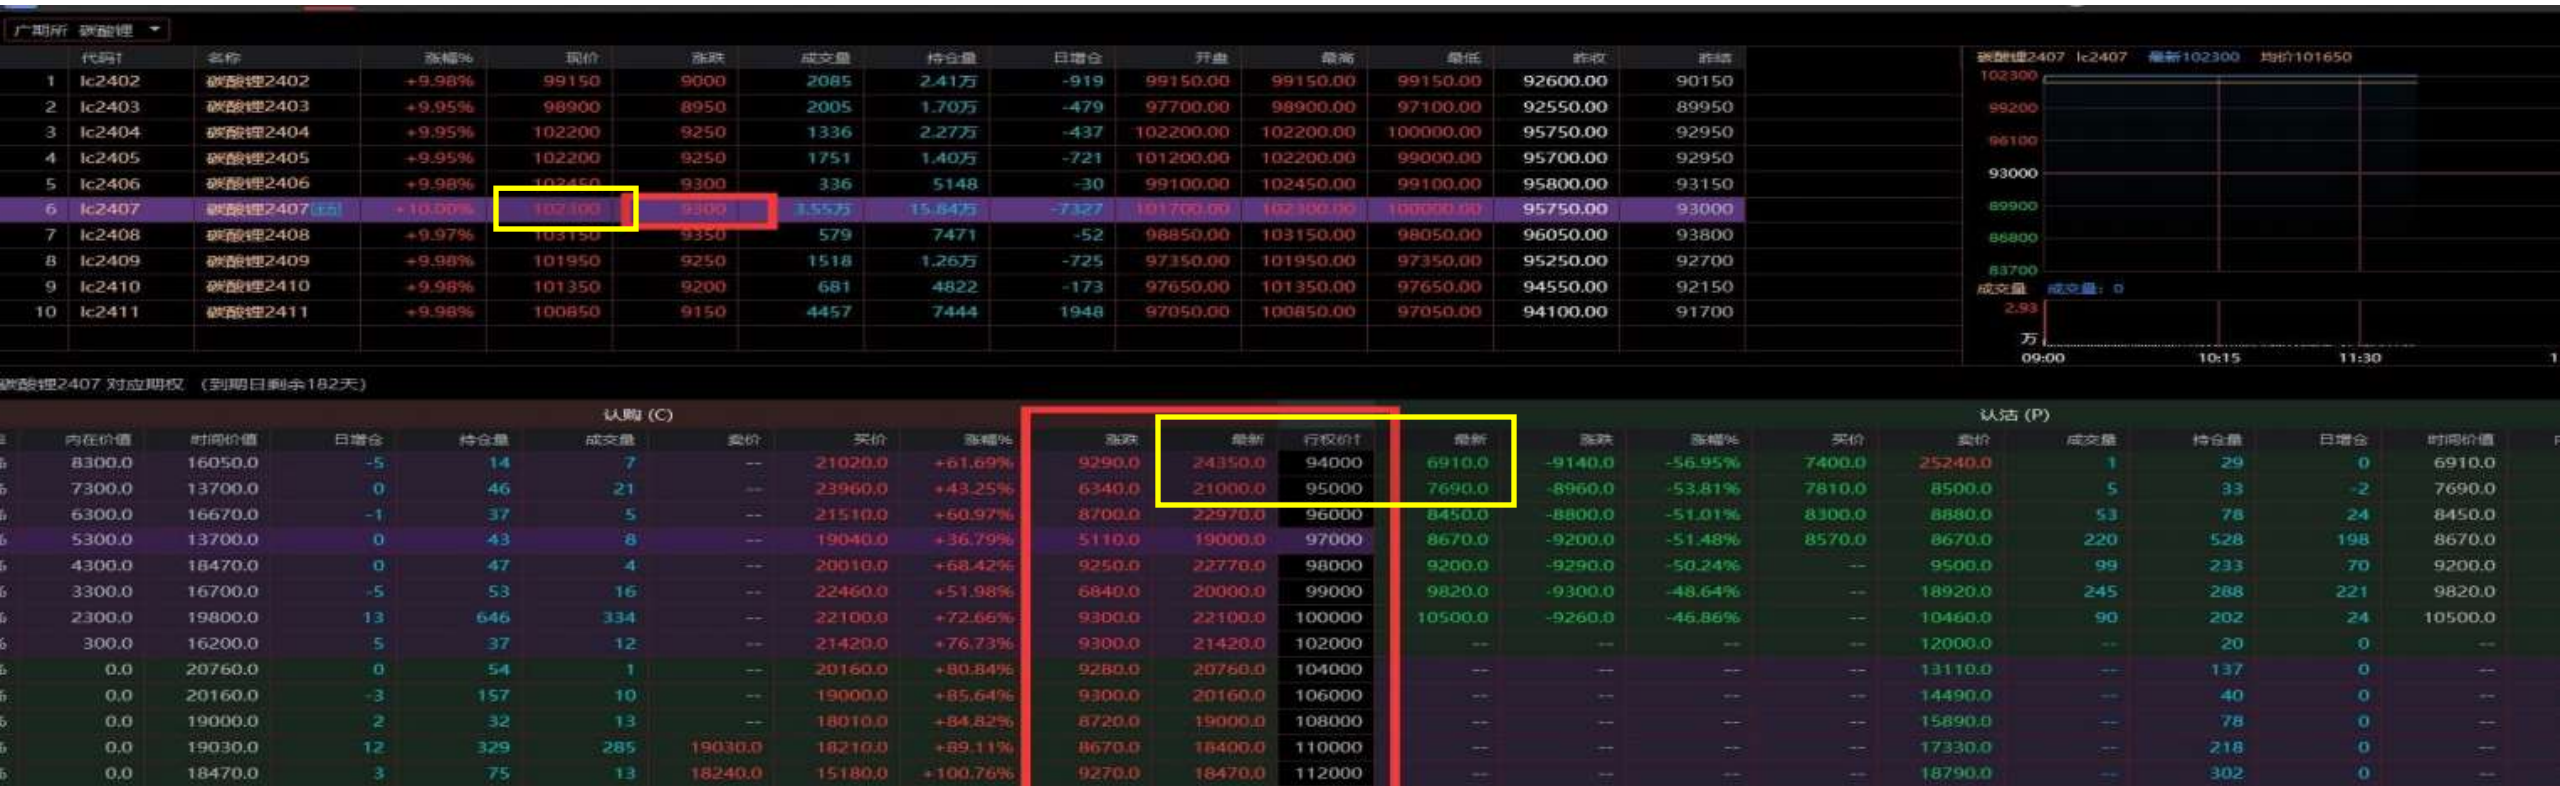 广期所 碳酸锂
代码↑ 名称 涨幅% 现价 涨跌 成交量 持仓量 日增仓 开盘 最高 最低 昨收 昨结
1 lc2402 碳酸锂2402 +9.98% 99150 9000 2085 2.41万 -919 99150.00 99150.00 99150.00 92600.00 90150
2 lc2403 碳酸锂2403 +9.95% 98900 8950 2005 1.70万 -479 97700.00 98900.00 97100.00 92550.00 89950
3 lc2404 碳酸锂2404 +9.95% 102200 9250 1336 2.27万 -437 102200.00 102200.00 100000.00 95750.00 92950
4 lc2405 碳酸锂2405 +9.95% 102200 9250 1751 1.40万 -721 101200.00 102200.00 99000.00 95700.00 92950
5 lc2406 碳酸锂2406 +9.98% 102450 9300 336 5148 -30 99100.00 102450.00 99100.00 95800.00 93150
6 lc2407 碳酸锂2407 +10.00% 102300 9300 3.55万 15.84万 -7327 101700.00 102300.00 100000.00 95750.00 93000
7 lc2408 碳酸锂2408 +9.97% 103150 9350 579 7471 -52 98850.00 103150.00 98050.00 96050.00 93800
8 lc2409 碳酸锂2409 +9.98% 101950 9250 1518 1.26万 -725 97350.00 101950.00 97350.00 95250.00 92700
9 lc2410 碳酸锂2410 +9.98% 101350 9200 681 4822 -173 97650.00 101350.00 97650.00 94550.00 92150
10 lc2411 碳酸锂2411 +9.98% 100850 9150 4457 7444 1948 97050.00 100850.00 97050.00 94100.00 91700
碳酸锂2407 lc2407 最新102300 均价101650
102300
99200
96100
93000
89900
86800
83700
成交量 成交量: 0
2.93
万
09:00 10:15 11:30 1
碳酸锂2407 对应期权 (到期日剩余182天)
认购 (C) 认沽 (P)
内在价值 时间价值 日增仓 持仓量 成交量 卖价 买价 涨幅% 涨跌 最新 行权价↑ 最新 涨跌 涨幅% 买价 卖价 成交量 持仓量 日增仓 时间价值
% 8300.0 16050.0 -5 14 7 -- 21020.0 +61.69% 9290.0 24350.0 94000 6910.0 -9140.0 -56.95% 7400.0 25240.0 1 29 0 6910.0
% 7300.0 13700.0 0 46 21 -- 23960.0 +43.25% 6340.0 21000.0 95000 7690.0 -8960.0 -53.81% 7810.0 8500.0 5 33 -2 7690.0
% 6300.0 16670.0 -1 37 5 -- 21510.0 +60.97% 8700.0 22970.0 96000 8450.0 -8800.0 -51.01% 8300.0 8880.0 53 78 24 8450.0
% 5300.0 13700.0 0 43 8 -- 19040.0 +36.79% 5110.0 19000.0 97000 8670.0 -9200.0 -51.48% 8570.0 8670.0 220 528 198 8670.0
% 4300.0 18470.0 0 47 4 -- 20010.0 +68.42% 9250.0 22770.0 98000 9200.0 -9290.0 -50.24% -- 9500.0 99 233 70 9200.0
% 3300.0 16700.0 -5 53 16 -- 22460.0 +51.98% 6840.0 20000.0 99000 9820.0 -9300.0 -48.64% -- 18920.0 245 288 221 9820.0
% 2300.0 19800.0 13 646 334 -- 22100.0 +72.66% 9300.0 22100.0 100000 10500.0 -9260.0 -46.86% -- 10460.0 90 202 24 10500.0
% 300.0 16200.0 5 37 12 -- 21420.0 +76.73% 9300.0 21420.0 102000 -- -- -- -- 12000.0 -- 20 0 --
% 0.0 20760.0 0 54 1 -- 20160.0 +80.84% 9280.0 20760.0 104000 -- -- -- -- 13110.0 -- 137 0 --
% 0.0 20160.0 -3 157 10 -- 19000.0 +85.64% 9300.0 20160.0 106000 -- -- -- -- 14490.0 -- 40 0 --
% 0.0 19000.0 2 32 13 -- 18010.0 +84.82% 8720.0 19000.0 108000 -- -- -- -- 15890.0 -- 78 0 --
% 0.0 19030.0 12 329 285 19030.0 18210.0 +89.11% 8670.0 18400.0 110000 -- -- -- -- 17330.0 -- 218 0 --
% 0.0 18470.0 3 75 13 18240.0 15180.0 +100.76% 9270.0 18470.0 112000 -- -- -- -- 18790.0 -- 302 0 --